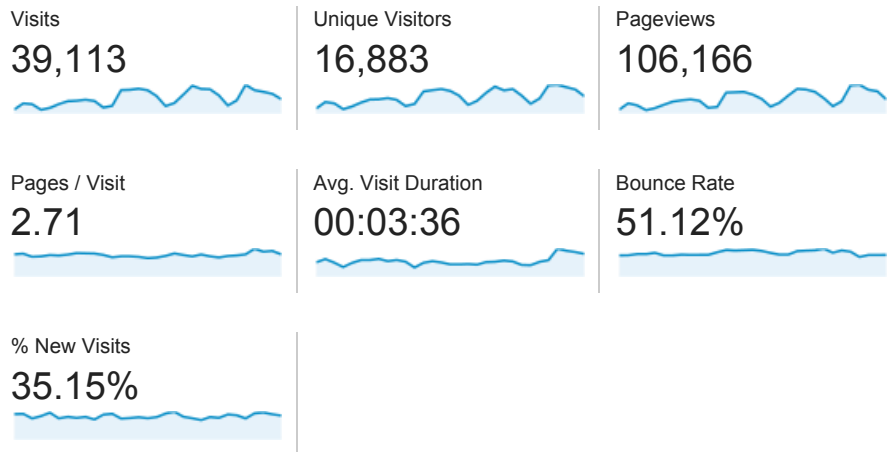 Visits
39,113
Unique Visitors
16,883
Pageviews
106,166
Pages / Visit
2.71
Avg. Visit Duration
00:03:36
Bounce Rate
51.12%
% New Visits
35.15%